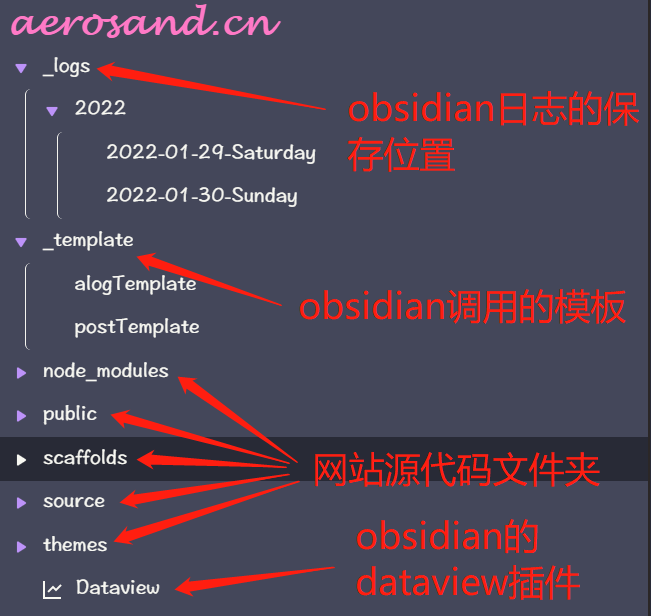 aerosand.cn
_logs
obsidian日志的保
存位置
2022
2022-01-29-Saturday
2022-01-30-Sunday
_template
alogTemplate
obsidian调用的模板
postTemplate
node_modules
public
scaffolds
网站源代码文件夹
source
themes
obsidian的
dataview插件
Dataview